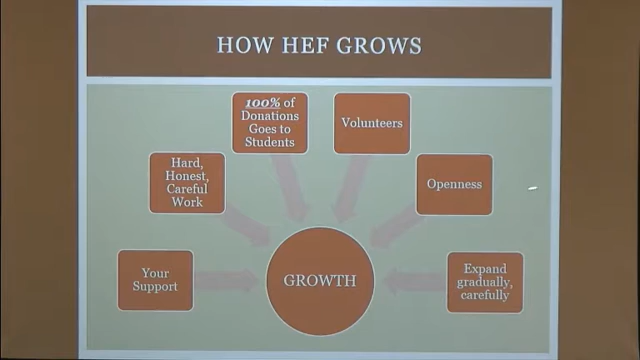 HOW HEF GROWS
100% of
Donations
Goes to
Students
Volunteers
Hard,
Honest,
Careful
Work
Openness
Your
Support
GROWTH
Expand
gradually,
carefully